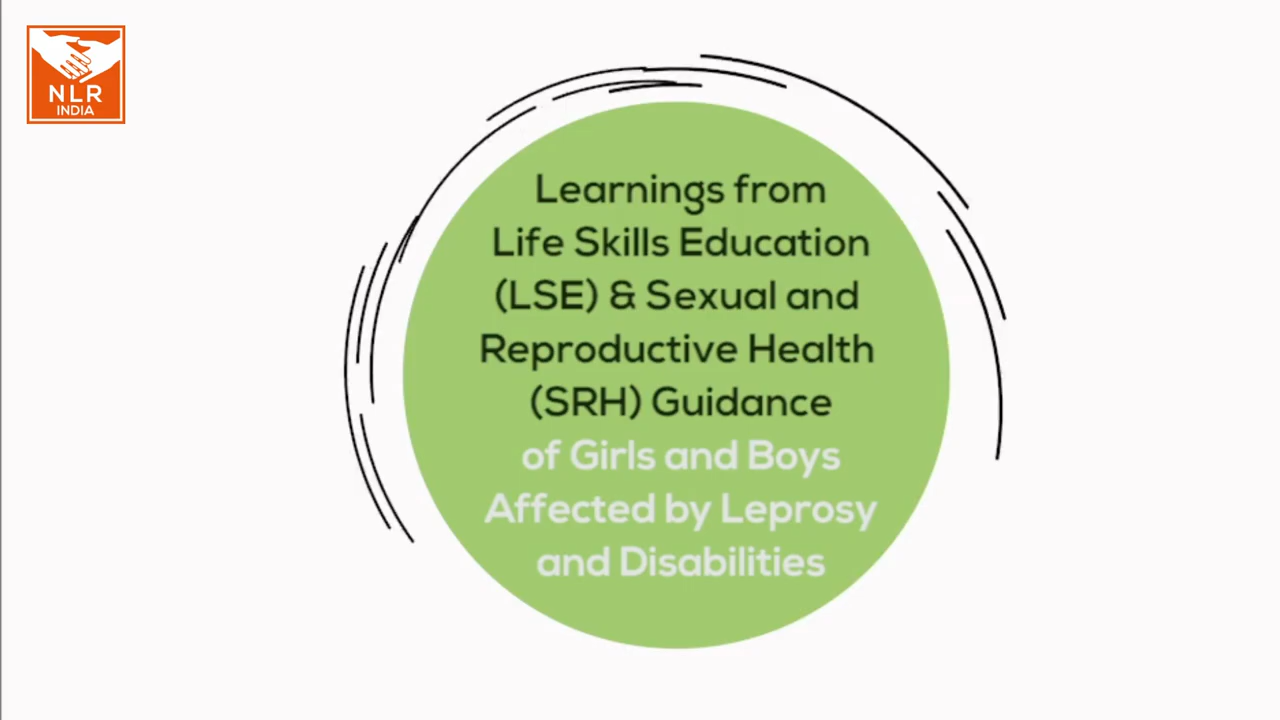 NLR
INDIA
Learnings from
Life Skills Education
(LSE) & Sexual and
Reproductive Health
(SRH) Guidance
of Girls and Boys
Affected by Leprosy
and Disabilities